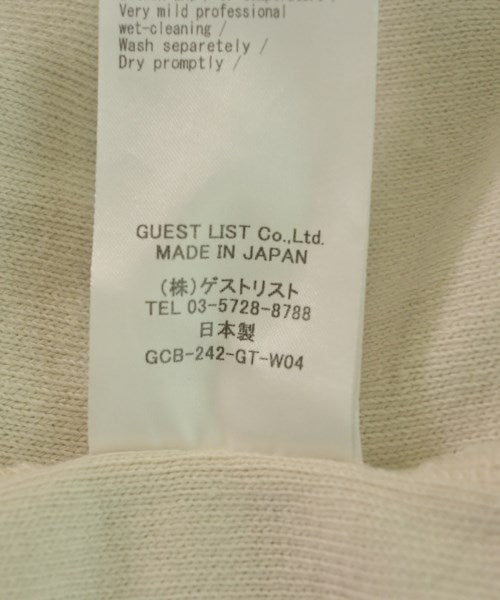 Very mild professional
wet-cleaning /
Wash separetely /
Dry promptly /
GUEST LIST Co.,Ltd.
MADE IN JAPAN
(株)ゲストリスト
TEL 03-5728-8788
日本製
GCB-242-GT-W04